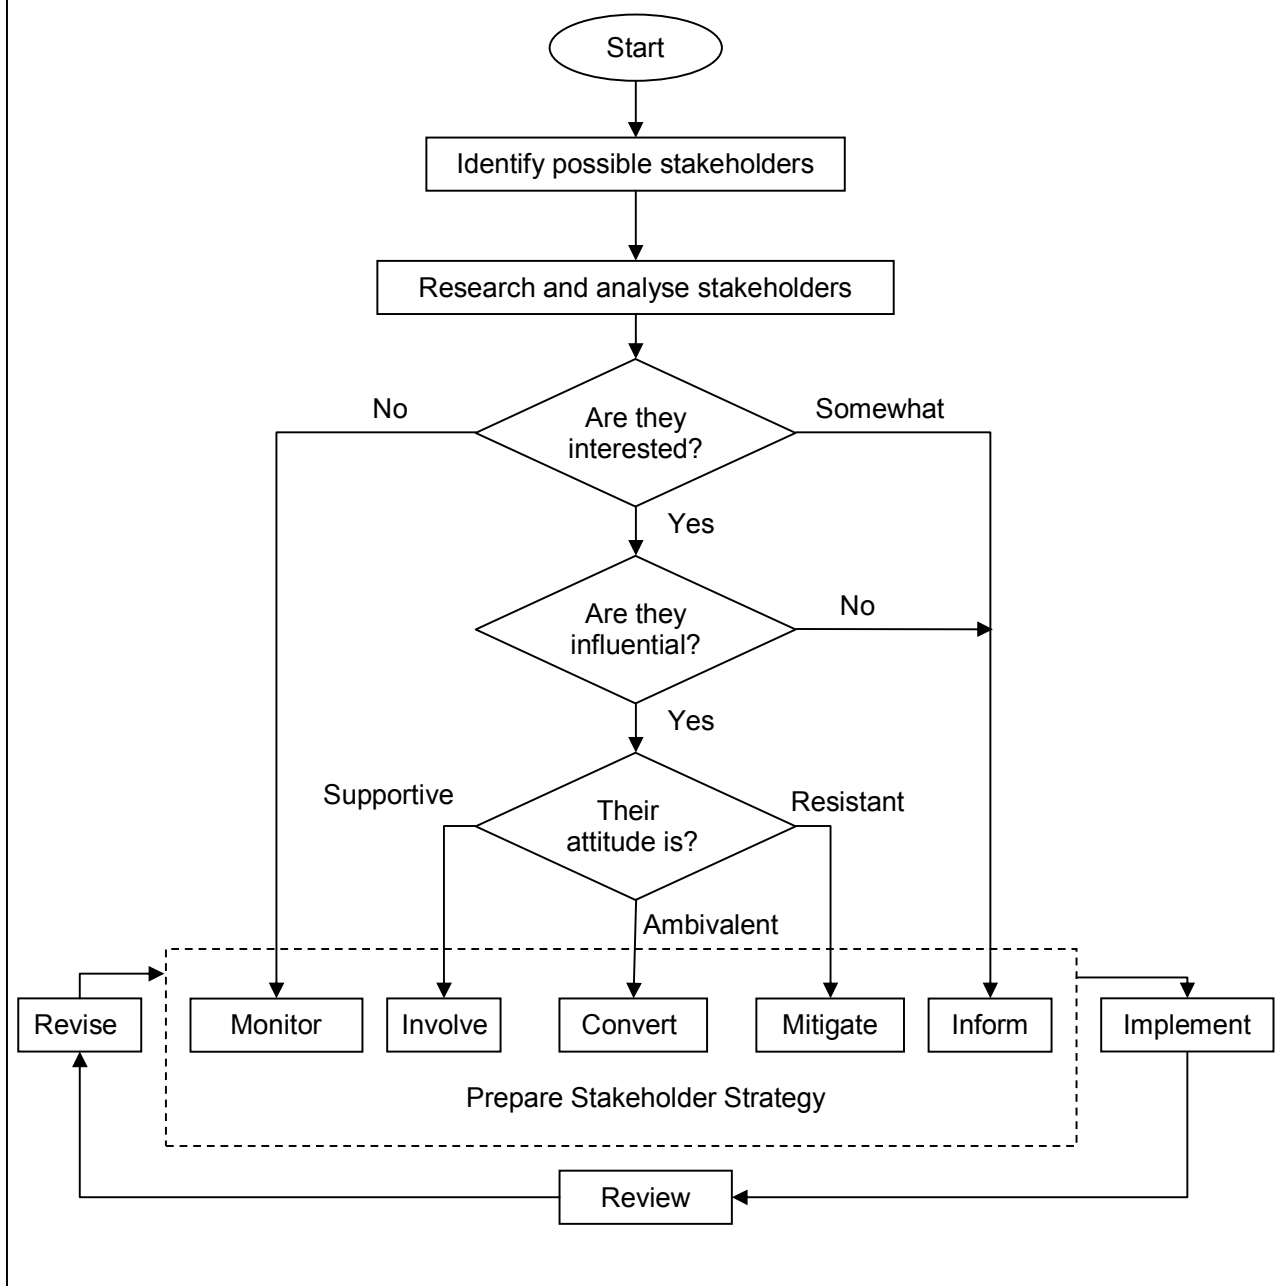 Start
Identify possible stakeholders
Research and analyse stakeholders
No
Somewhat
Are they
interested?
Yes
Are they
influential?
No
Yes
Supportive
Their
attitude is?
Resistant
Ambivalent
Revise
Monitor
Involve
Convert
Mitigate
Inform
Implement
Prepare Stakeholder Strategy
Review